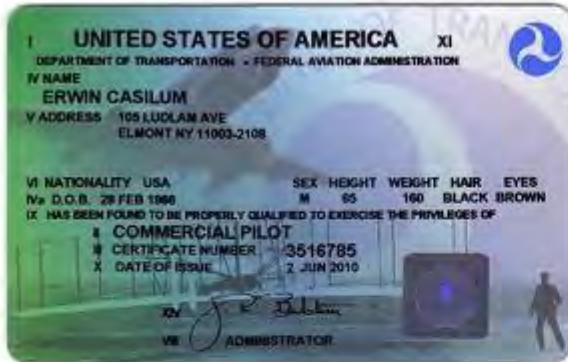 I UNITED STATES OF AMERICA XI
DEPARTMENT OF TRANSPORTATION - FEDERAL AVIATION ADMINISTRATION
IV NAME
ERWIN CASILUM
V ADDRESS 105 LUDLAM AVE
ELMONT NY 11003-2108
VI NATIONALITY USA SEX HEIGHT WEIGHT HAIR EYES
IVa D.O.B. 28 FEB 1966 M 65 160 BLACK BROWN
IX HAS BEEN FOUND TO BE PROPERLY QUALIFIED TO EXERCISE THE PRIVILEGES OF
II COMMERCIAL PILOT
III CERTIFICATE NUMBER 3516785
X DATE OF ISSUE 2 JUN 2010
XIV
VIII ADMINISTRATOR